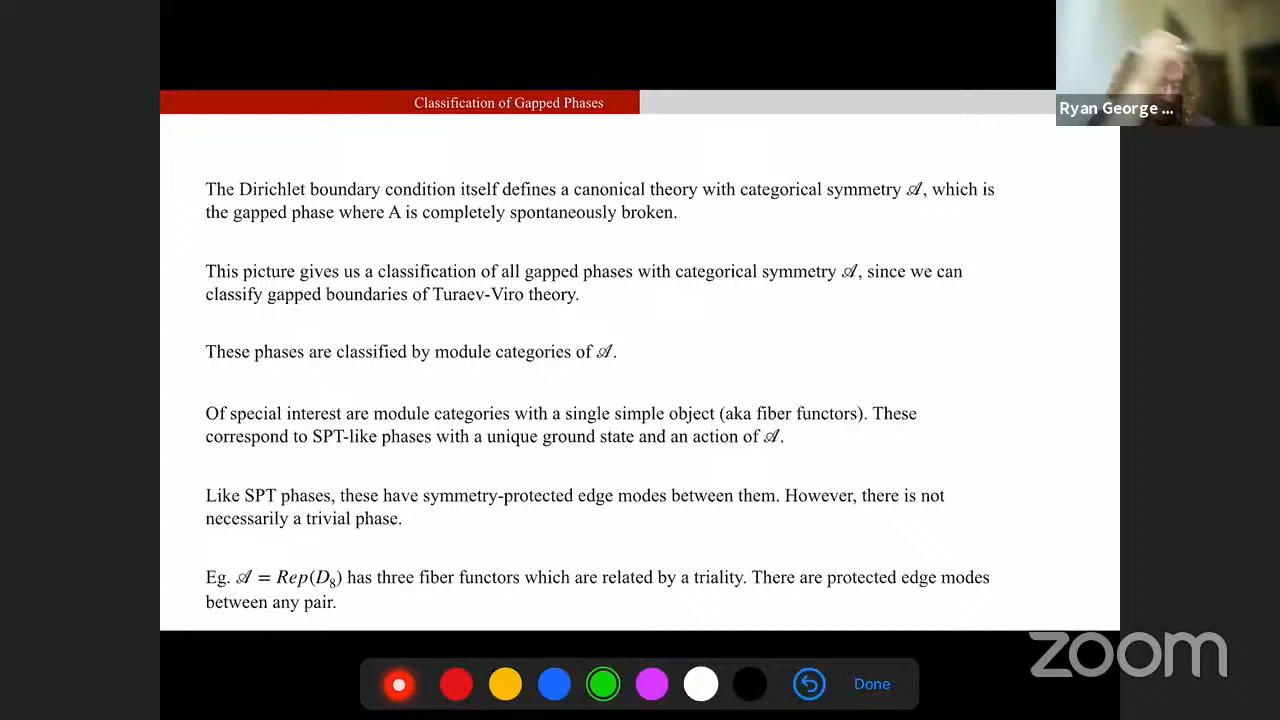 Classification of Gapped Phases
Ryan George ...
The Dirichlet boundary condition itself defines a canonical theory with categorical symmetry 𝒜, which is
the gapped phase where A is completely spontaneously broken.
This picture gives us a classification of all gapped phases with categorical symmetry 𝒜, since we can
classify gapped boundaries of Turaev-Viro theory.
These phases are classified by module categories of 𝒜.
Of special interest are module categories with a single simple object (aka fiber functors). These
correspond to SPT-like phases with a unique ground state and an action of 𝒜.
Like SPT phases, these have symmetry-protected edge modes between them. However, there is not
necessarily a trivial phase.
Eg. 𝒜 = Rep(D₈) has three fiber functors which are related by a triality. There are protected edge modes
between any pair.
zoom
Done